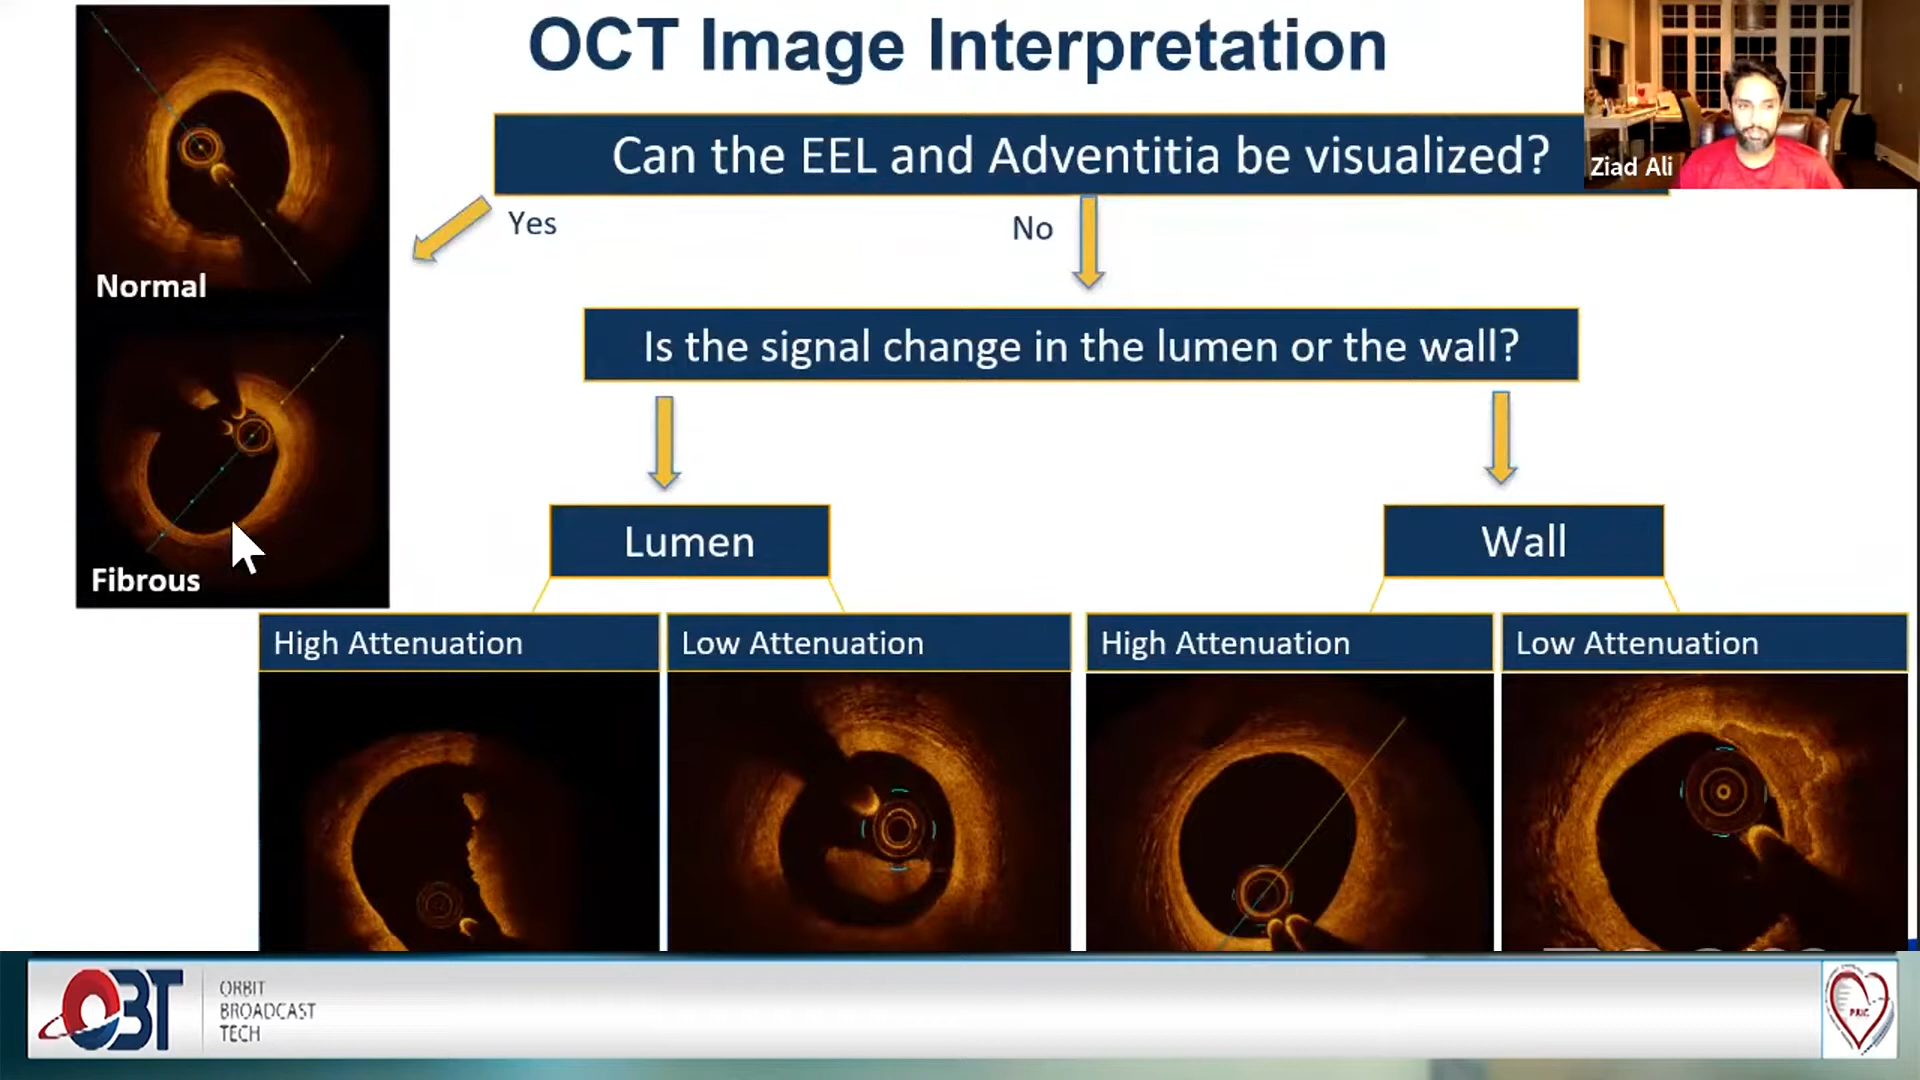 OCT Image Interpretation
Can the EEL and Adventitia be visualized?
Ziad Ali
Yes
No
Normal
Is the signal change in the lumen or the wall?
Fibrous
Lumen
Wall
High Attenuation
Low Attenuation
High Attenuation
Low Attenuation
OBT
ORBIT
BROADCAST
TECH
PRIC